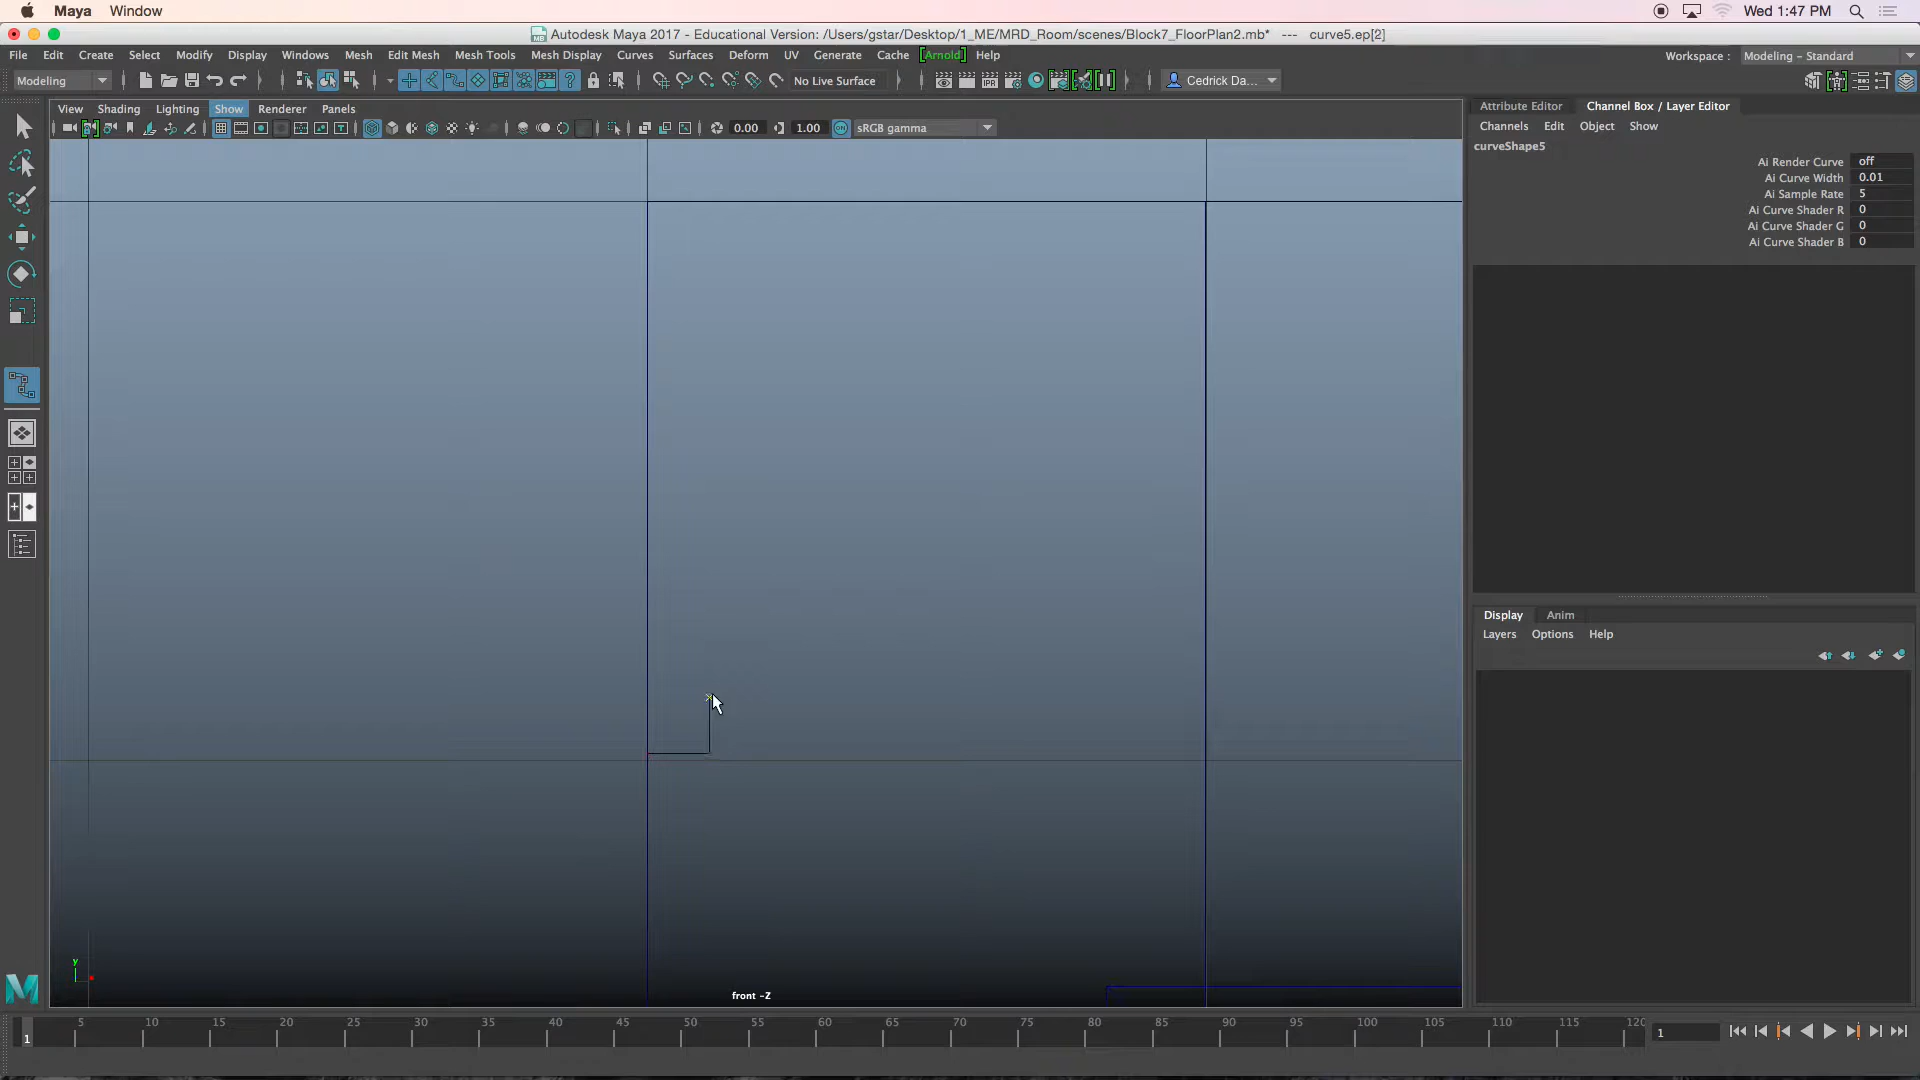 Maya Window Wed 1:47 PM
Autodesk Maya 2017 - Educational Version: /Users/gstar/Desktop/1_ME/MRD_Room/scenes/Block7_FloorPlan2.mb* --- curve5.ep[2]
File Edit Create Select Modify Display Windows Mesh Edit Mesh Mesh Tools Mesh Display Curves Surfaces Deform UV Generate Cache [Arnold] Help Workspace : Modeling - Standard
Modeling No Live Surface Cedrick Da...
View Shading Lighting Show Renderer Panels
0.00 1.00 sRGB gamma
Attribute Editor Channel Box / Layer Editor
Channels Edit Object Show
curveShape5
Ai Render Curve off
Ai Curve Width 0.01
Ai Sample Rate 5
Ai Curve Shader R 0
Ai Curve Shader G 0
Ai Curve Shader B 0
Display Anim
Layers Options Help
y
front -Z
5 10 15 20 25 30 35 40 45 50 55 60 65 70 75 80 85 90 95 100 105 110 115 120
1 1